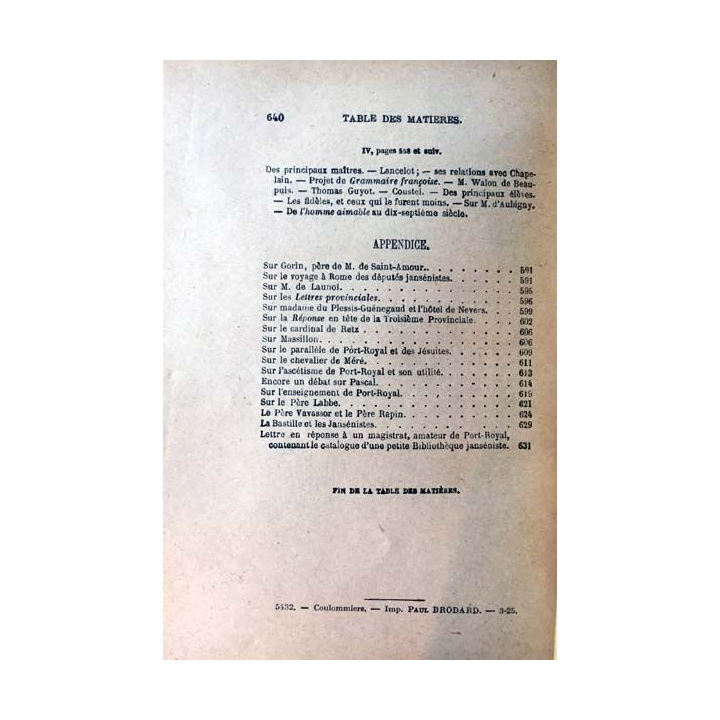 640 TABLE DES MATIERES.
IV, pages 558 et suiv.
Des principaux maîtres. — Lancelot; — ses relations avec Chape-
lain. — Projet de Grammaire françoise. — M. Walon de Beau-
puis. — Thomas Guyot. — Coustel. — Des principaux élèves.
— Les fidèles, et ceux qui le furent moins. — Sur M. d'Aubigny.
— De l'homme aimable au dix-septième siècle.
APPENDICE.
Sur Gorin, père de M. de Saint-Amour. . . . . . . . . 591
Sur le voyage à Rome des députés jansénistes. . . . . . . 591
Sur M. de Launoi. . . . . . . . . . . . . 595
Sur les Lettres provinciales. . . . . . . . . . . 596
Sur madame du Plessis-Guénegaud et l'hôtel de Nevers. . . . 599
Sur la Réponse en tête de la Troisième Provinciale. . . . . 602
Sur le cardinal de Retz . . . . . . . . . . . 606
Sur Massillon. . . . . . . . . . . . . . 606
Sur le parallèle de Port-Royal et des Jésuites. . . . . . . 609
Sur le chevalier de Méré. . . . . . . . . . . . 611
Sur l'ascétisme de Port-Royal et son utilité. . . . . . . . 613
Encore un débat sur Pascal. . . . . . . . . . . 614
Sur l'enseignement de Port-Royal. . . . . . . . . . 619
Sur le Père Labbe. . . . . . . . . . . . . 621
Le Père Vavassor et le Père Rapin. . . . . . . . . . 624
La Bastille et les Jansénistes. . . . . . . . . . . 629
Lettre en réponse à un magistrat, amateur de Port-Royal,
contenant le catalogue d'une petite Bibliothèque janséniste. 631
FIN DE LA TABLE DES MATIÈRES.
5432. — Coulommiers. — Imp. PAUL BRODARD. — 3-25.